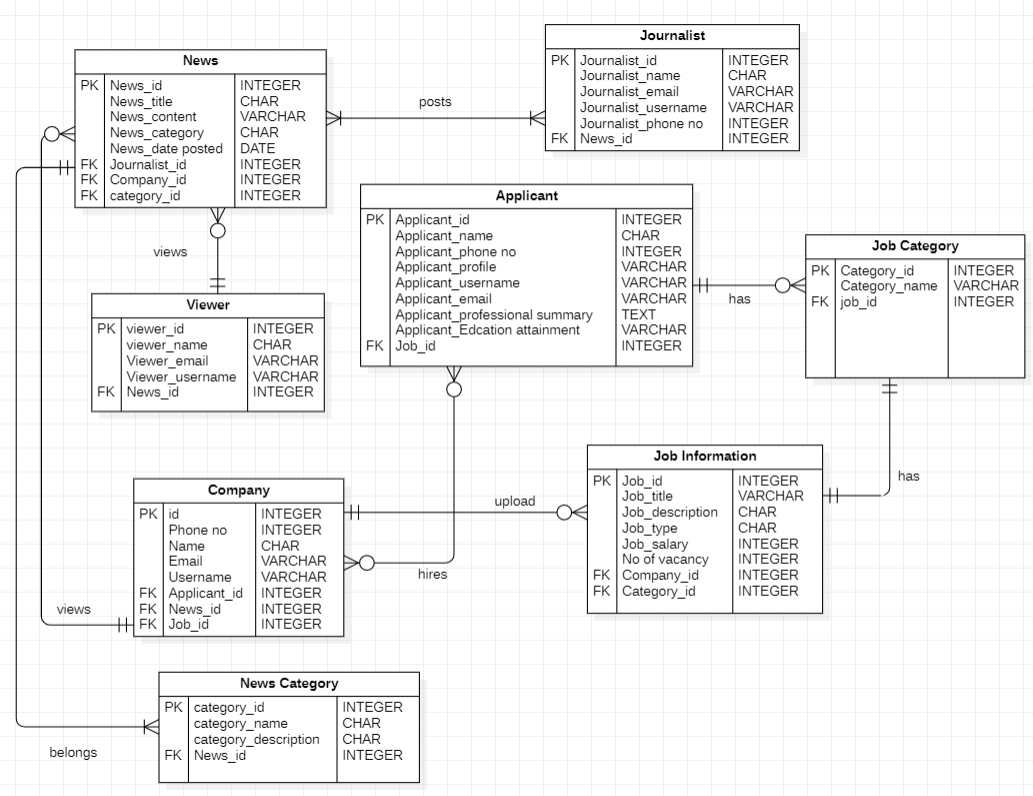 News
PK News_id INTEGER
News_title CHAR
News_content VARCHAR
News_category CHAR
News_date posted DATE
FK Journalist_id INTEGER
FK Company_id INTEGER
FK category_id INTEGER
posts
Journalist
PK Journalist_id INTEGER
Journalist_name CHAR
Journalist_email VARCHAR
Journalist_username VARCHAR
Journalist_phone no INTEGER
FK News_id INTEGER
Applicant
PK Applicant_id INTEGER
Applicant_name CHAR
Applicant_phone no INTEGER
Applicant_profile VARCHAR
Applicant_username VARCHAR
Applicant_email VARCHAR
Applicant_professional summary TEXT
Applicant_Edcation attainment VARCHAR
FK Job_id INTEGER
has
Job Category
PK Category_id INTEGER
Category_name VARCHAR
FK job_id INTEGER
views
Viewer
PK viewer_id INTEGER
viewer_name CHAR
Viewer_email VARCHAR
Viewer_username VARCHAR
FK News_id INTEGER
has
Job Information
PK Job_id INTEGER
Job_title VARCHAR
Job_description CHAR
Job_type CHAR
Job_salary INTEGER
No of vacancy INTEGER
FK Company_id INTEGER
FK Category_id INTEGER
upload
hires
Company
PK id INTEGER
Phone no INTEGER
Name CHAR
Email VARCHAR
Username VARCHAR
FK Applicant_id INTEGER
FK News_id INTEGER
FK Job_id INTEGER
views
News Category
PK category_id INTEGER
category_name CHAR
category_description CHAR
FK News_id INTEGER
belongs